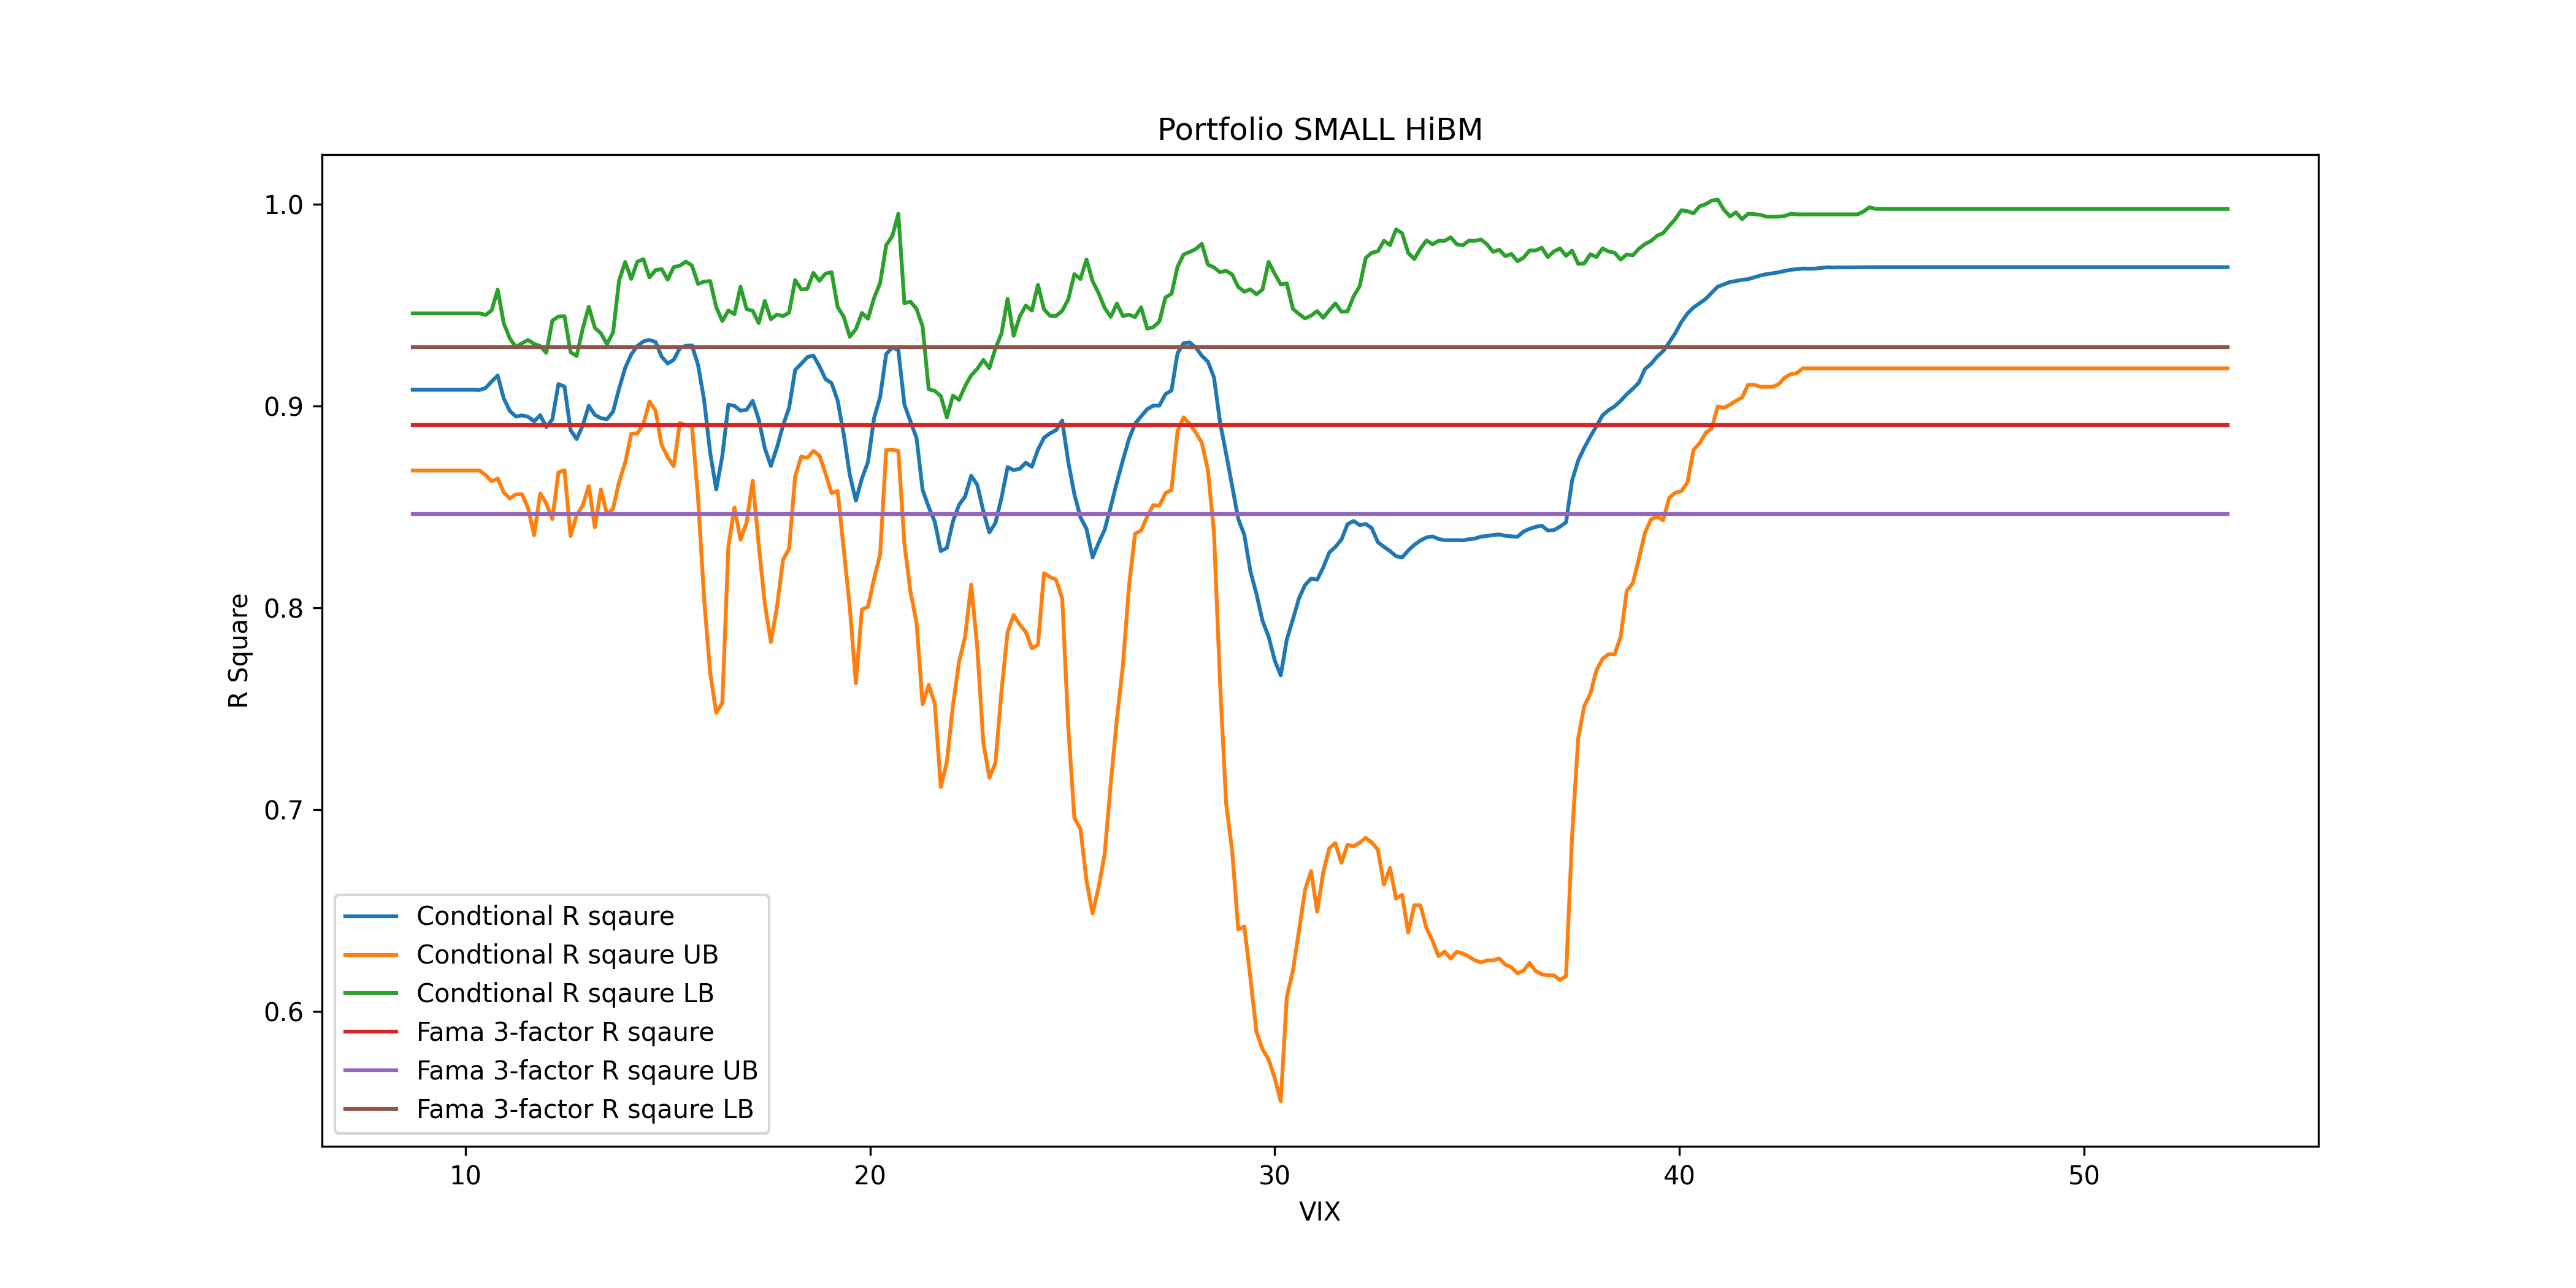 Portfolio SMALL HiBM
1.0
0.9
0.8
0.7
0.6
R Square
Condtional R sqaure
Condtional R sqaure UB
Condtional R sqaure LB
Fama 3-factor R sqaure
Fama 3-factor R sqaure UB
Fama 3-factor R sqaure LB
10 20 30 40 50
VIX